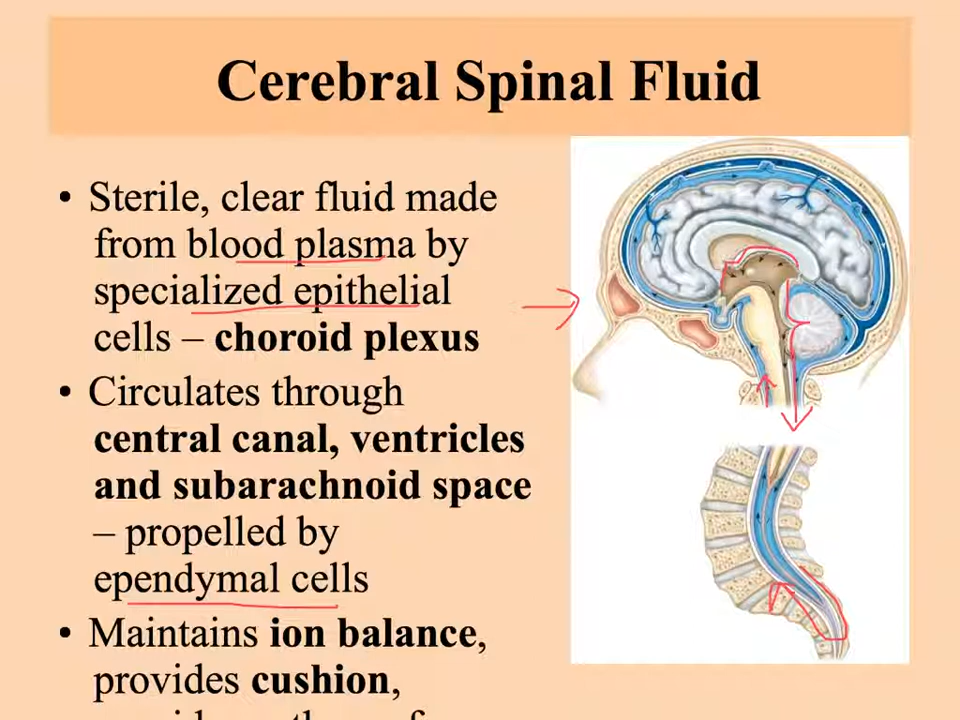 Cerebral Spinal Fluid
• Sterile, clear fluid made
from blood plasma by
specialized epithelial
cells – choroid plexus
• Circulates through
central canal, ventricles
and subarachnoid space
– propelled by
ependymal cells
• Maintains ion balance,
provides cushion,